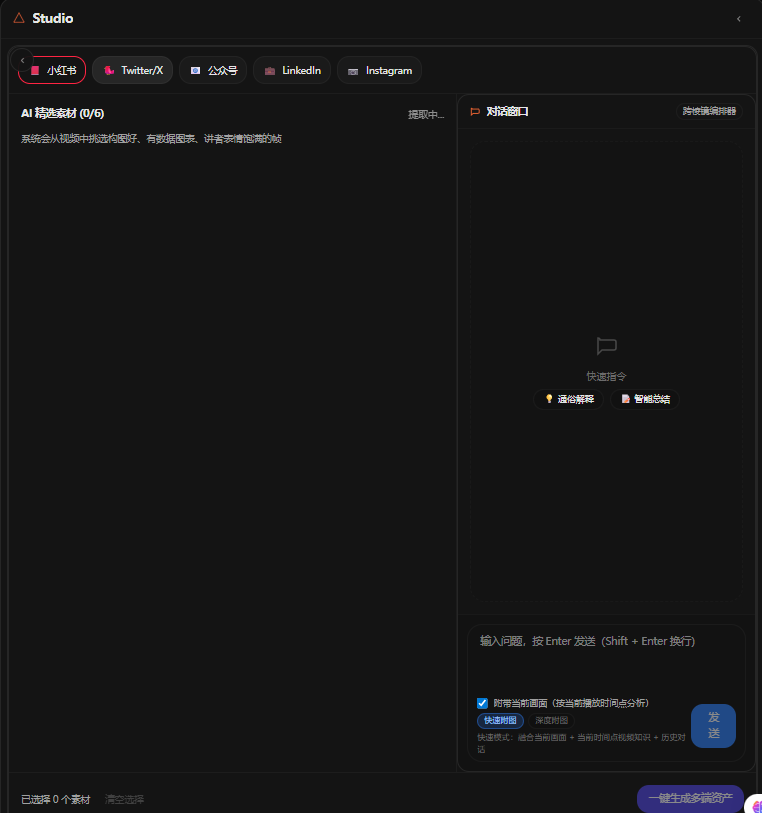 Studio
小红书
Twitter/X
公众号
LinkedIn
Instagram
AI 精选素材 (0/6)
提取中...
系统会从视频中挑选构图好、有数据图表、讲者表情饱满的帧
对话窗口
跨棱镜编排器
快速指令
通俗解释
智能总结
输入问题，按 Enter 发送（Shift + Enter 换行）
附带当前画面（按当前播放时间点分析）
快速附图
深度附图
快速模式：融合当前画面 + 当前时间点视频知识 + 历史对
话
发
送
已选择 0 个素材
清空选择
一键生成多端资产